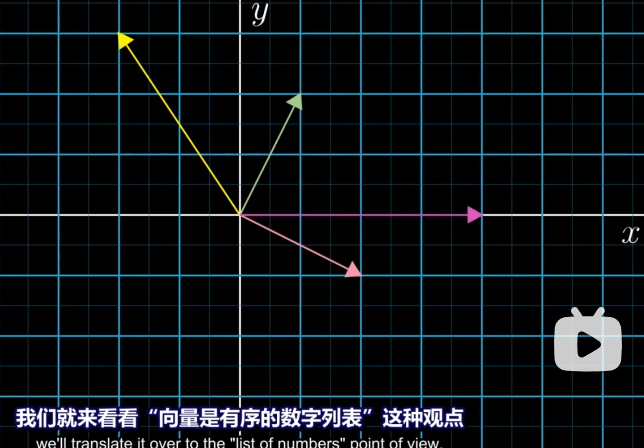 y
x
我们就来看看“向量是有序的数字列表”这种观点
we'll translate it over to the "list of numbers" point of view.